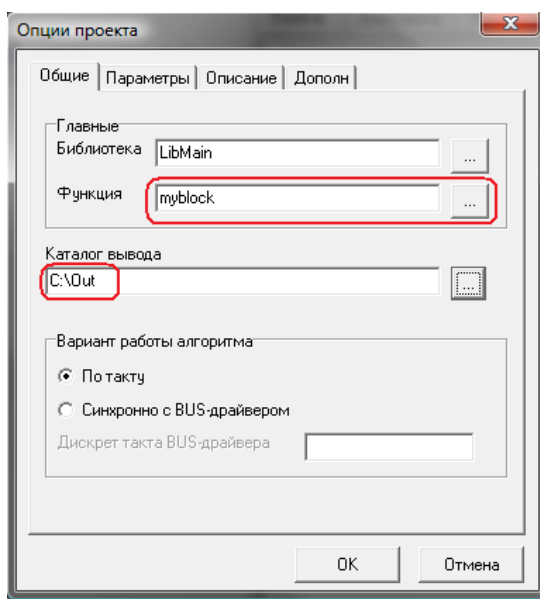 Опции проекта
Общие Параметры Описание Дополн
Главные
Библиотека LibMain ...
Функция myblock ...
Каталог вывода
C:\Out ...
Вариант работы алгоритма
По такту
Синхронно с BUS-драйвером
Дискрет такта BUS-драйвера
OK Отмена